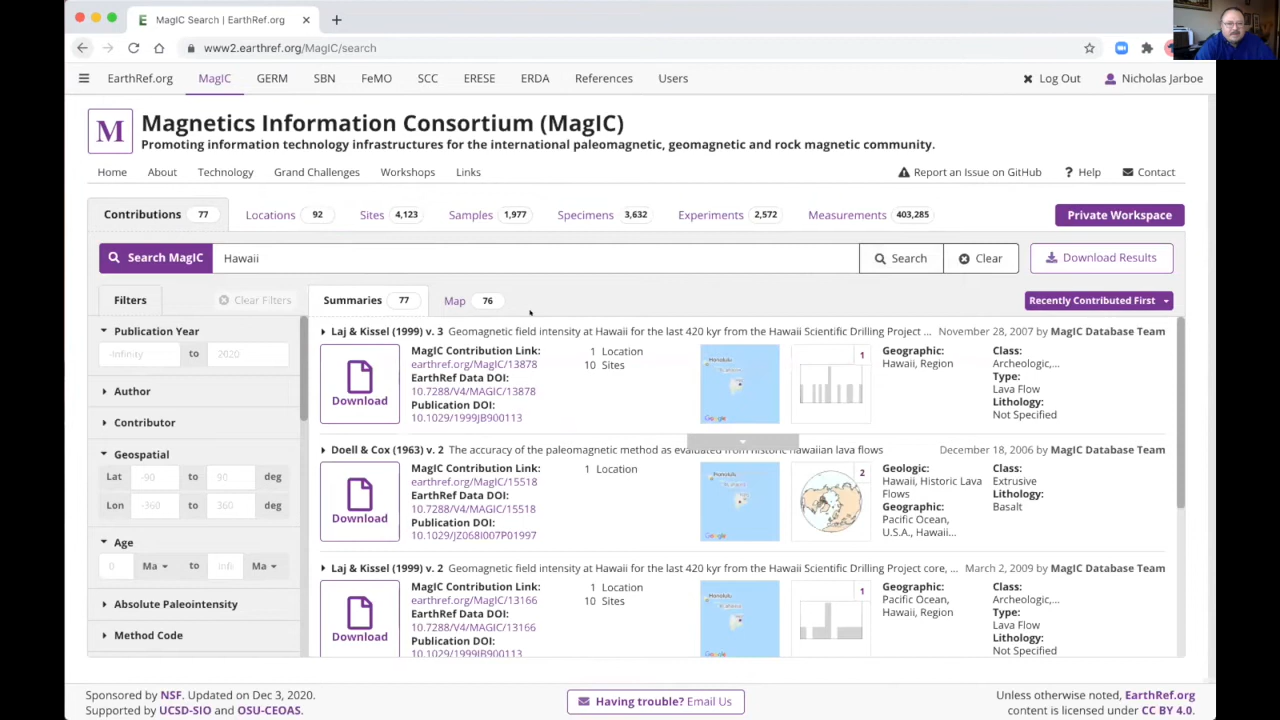 MagIC Search | EarthRef.org
www2.earthref.org/MagIC/search
EarthRef.org MagIC GERM SBN FeMO SCC ERESE ERDA References Users Log Out Nicholas Jarboe
M
Magnetics Information Consortium (MagIC)
Promoting information technology infrastructures for the international paleomagnetic, geomagnetic and rock magnetic community.
Home About Technology Grand Challenges Workshops Links Report an Issue on GitHub ? Help Contact
Contributions 77 Locations 92 Sites 4,123 Samples 1,977 Specimens 3,632 Experiments 2,572 Measurements 403,285 Private Workspace
Search MagIC Hawaii Search Clear Download Results
Filters Clear Filters Summaries 77 Map 76 Recently Contributed First
Publication Year
-Infinity to 2020
Author
Contributor
Geospatial
Lat -90 to 90 deg
Lon -360 to 360 deg
Age
0 Ma to Infi Ma
Absolute Paleointensity
Method Code
Laj & Kissel (1999) v. 3 Geomagnetic field intensity at Hawaii for the last 420 kyr from the Hawaii Scientific Drilling Project ... November 28, 2007 by MagIC Database Team
Download
MagIC Contribution Link:
earthref.org/MagIC/13878
EarthRef Data DOI:
10.7288/V4/MAGIC/13878
Publication DOI:
10.1029/1999JB900113
1 Location
10 Sites
Honolulu
Google
1
Geographic:
Hawaii, Region
Class:
Archeologic,...
Type:
Lava Flow
Lithology:
Not Specified
Doell & Cox (1963) v. 2 The accuracy of the paleomagnetic method as evaluated from historic hawaiian lava flows December 18, 2006 by MagIC Database Team
Download
MagIC Contribution Link:
earthref.org/MagIC/15518
EarthRef Data DOI:
10.7288/V4/MAGIC/15518
Publication DOI:
10.1029/JZ068I007P01997
1 Location
Honolulu
Google
2
Geologic:
Hawaii, Historic Lava
Flows
Geographic:
Pacific Ocean,
U.S.A., Hawaii...
Class:
Extrusive
Lithology:
Basalt
Laj & Kissel (1999) v. 2 Geomagnetic field intensity at Hawaii for the last 420 kyr from the Hawaii Scientific Drilling Project core, ... March 2, 2009 by MagIC Database Team
Download
MagIC Contribution Link:
earthref.org/MagIC/13166
EarthRef Data DOI:
10.7288/V4/MAGIC/13166
Publication DOI:
10.1029/1999JB900113
1 Location
10 Sites
Honolulu
Google
1
Geographic:
Pacific Ocean,
Hawaii, Region
Class:
Archeologic,...
Type:
Lava Flow
Lithology:
Not Specified
Sponsored by NSF. Updated on Dec 3, 2020.
Supported by UCSD-SIO and OSU-CEOAS.
Having trouble? Email Us
Unless otherwise noted, EarthRef.org
content is licensed under CC BY 4.0.